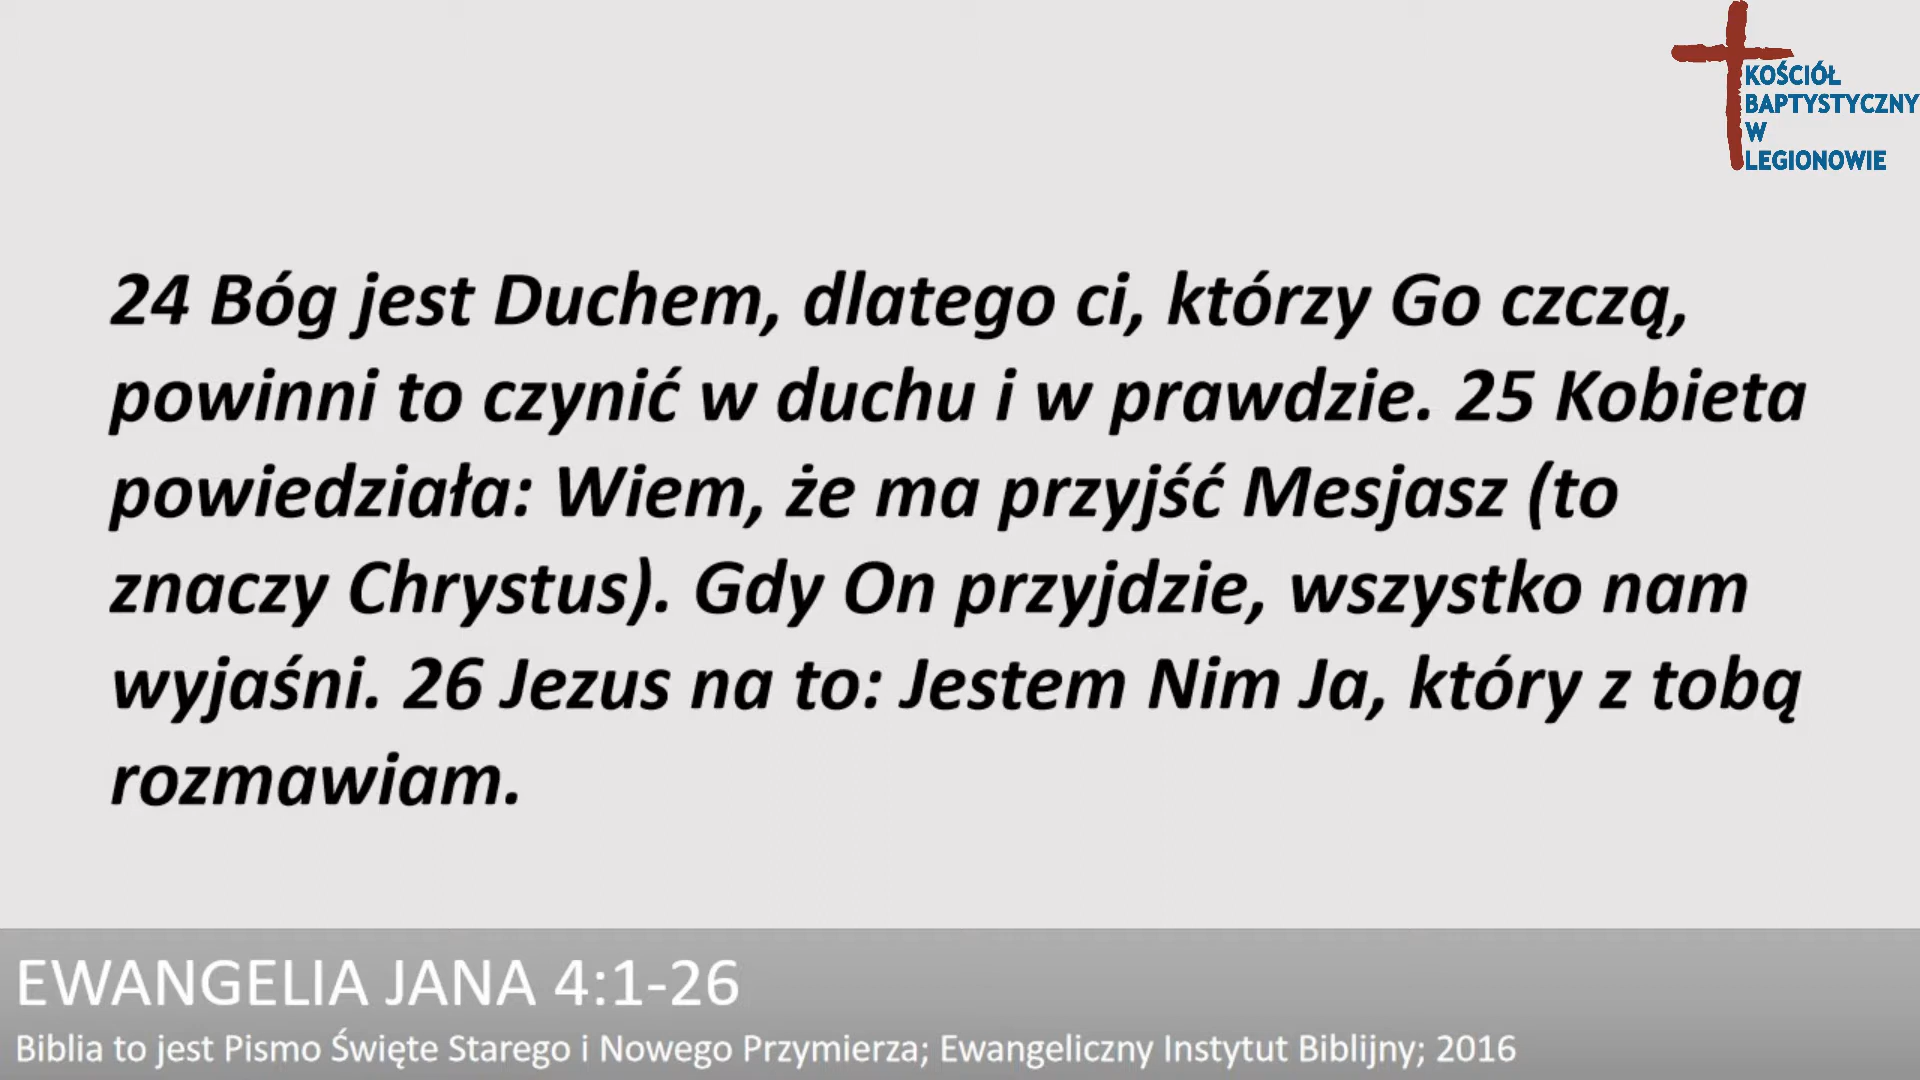 KOŚCIÓŁ
BAPTYSTYCZNY
W
LEGIONOWIE
24 Bóg jest Duchem, dlatego ci, którzy Go czczą,
powinni to czynić w duchu i w prawdzie. 25 Kobieta
powiedziała: Wiem, że ma przyjść Mesjasz (to
znaczy Chrystus). Gdy On przyjdzie, wszystko nam
wyjaśni. 26 Jezus na to: Jestem Nim Ja, który z tobą
rozmawiam.
EWANGELIA JANA 4:1-26
Biblia to jest Pismo Święte Starego i Nowego Przymierza; Ewangeliczny Instytut Biblijny; 2016